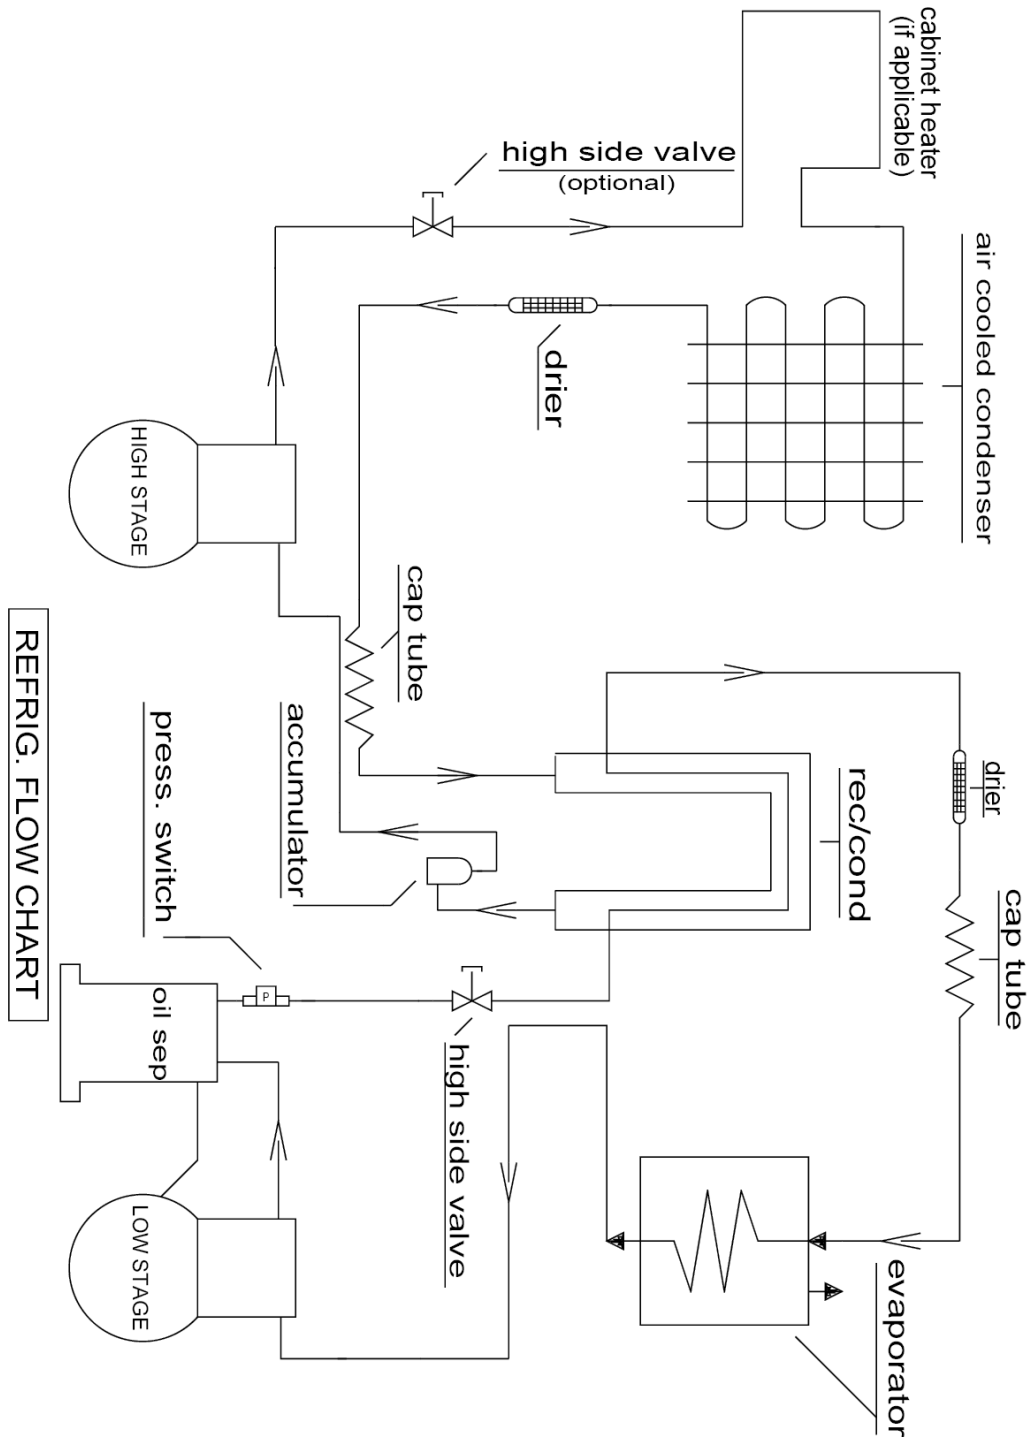 cabinet heater
(if applicable)
high side valve
(optional)
air cooled condenser
drier
HIGH STAGE
cap tube
accumulator
press. switch
rec/cond
drier
cap tube
REFRIG. FLOW CHART
oil sep
P
high side valve
LOW STAGE
evaporator